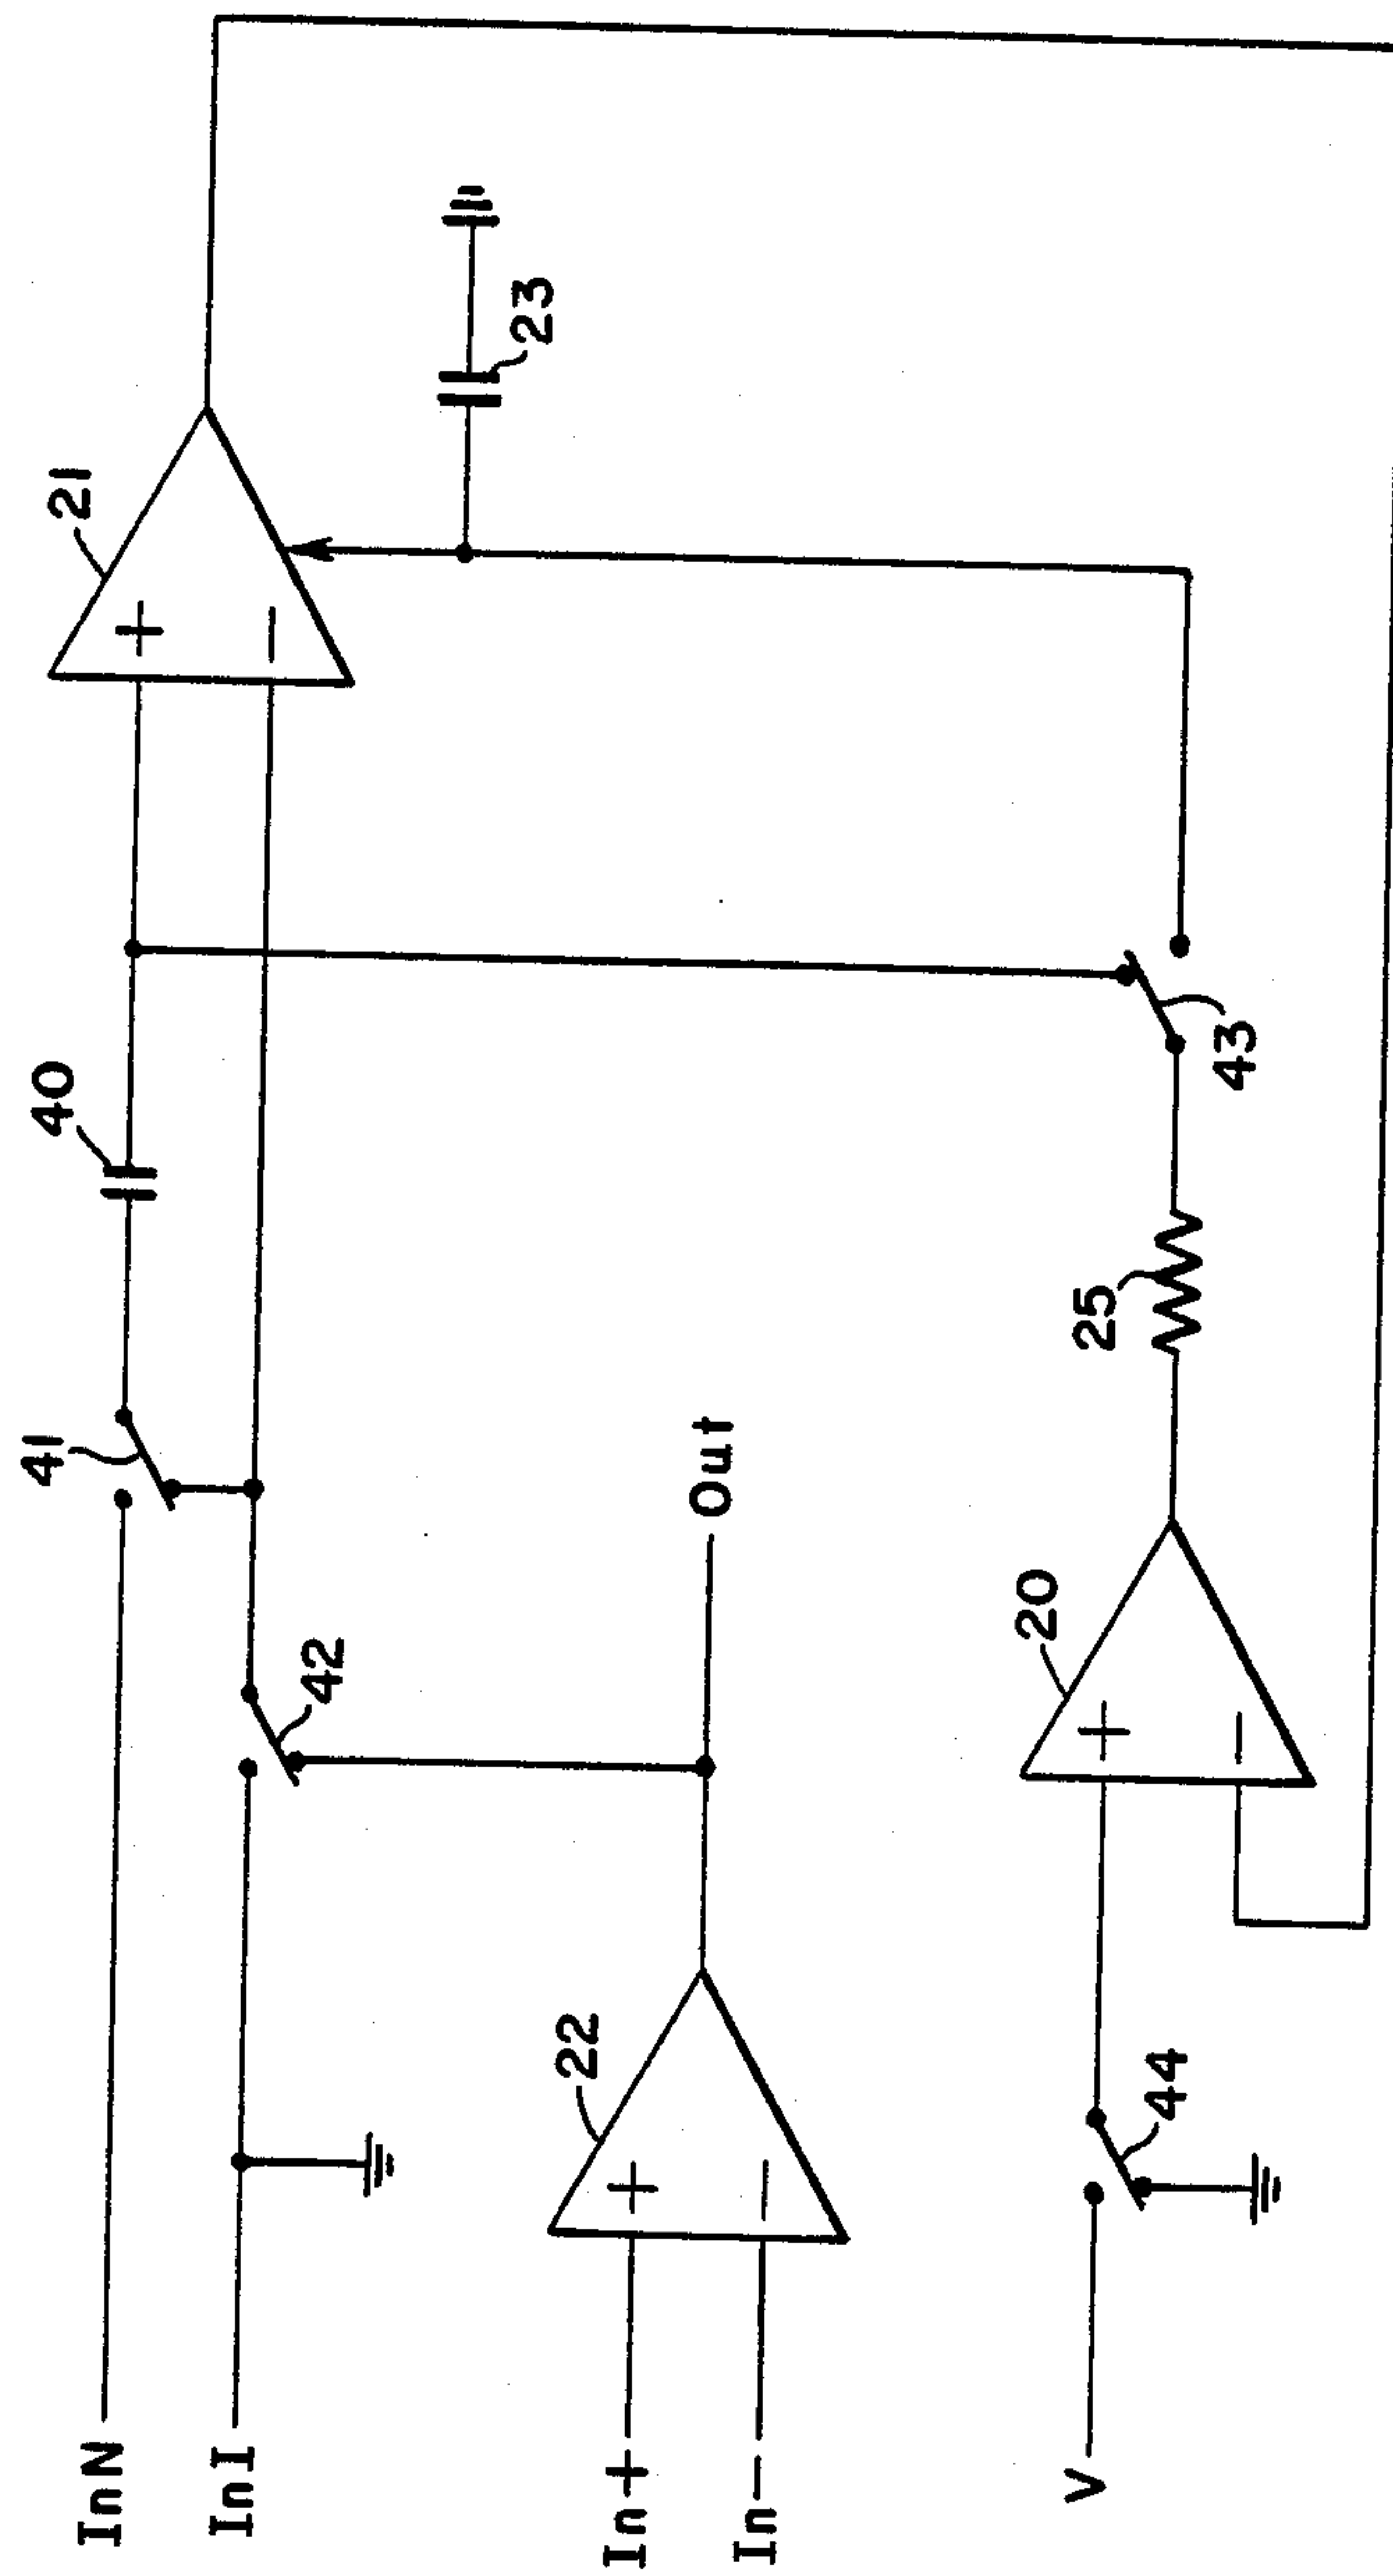 InN
InI
In+
In-
V
41
40
21
42
22
Out
23
20
25
43
44
+
-
+
-
+
-